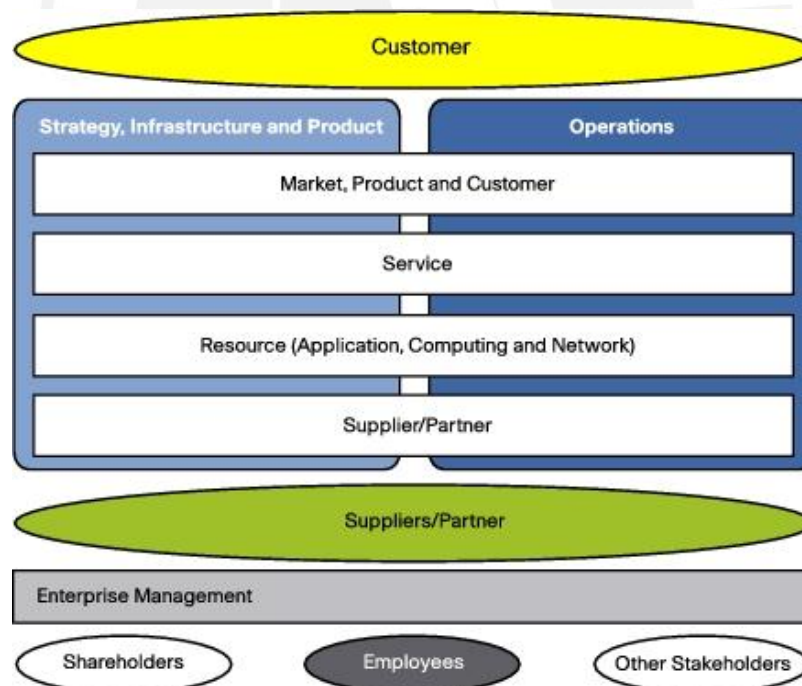 Customer
Strategy, Infrastructure and Product
Operations
Market, Product and Customer
Service
Resource (Application, Computing and Network)
Supplier/Partner
Suppliers/Partner
Enterprise Management
Shareholders
Employees
Other Stakeholders